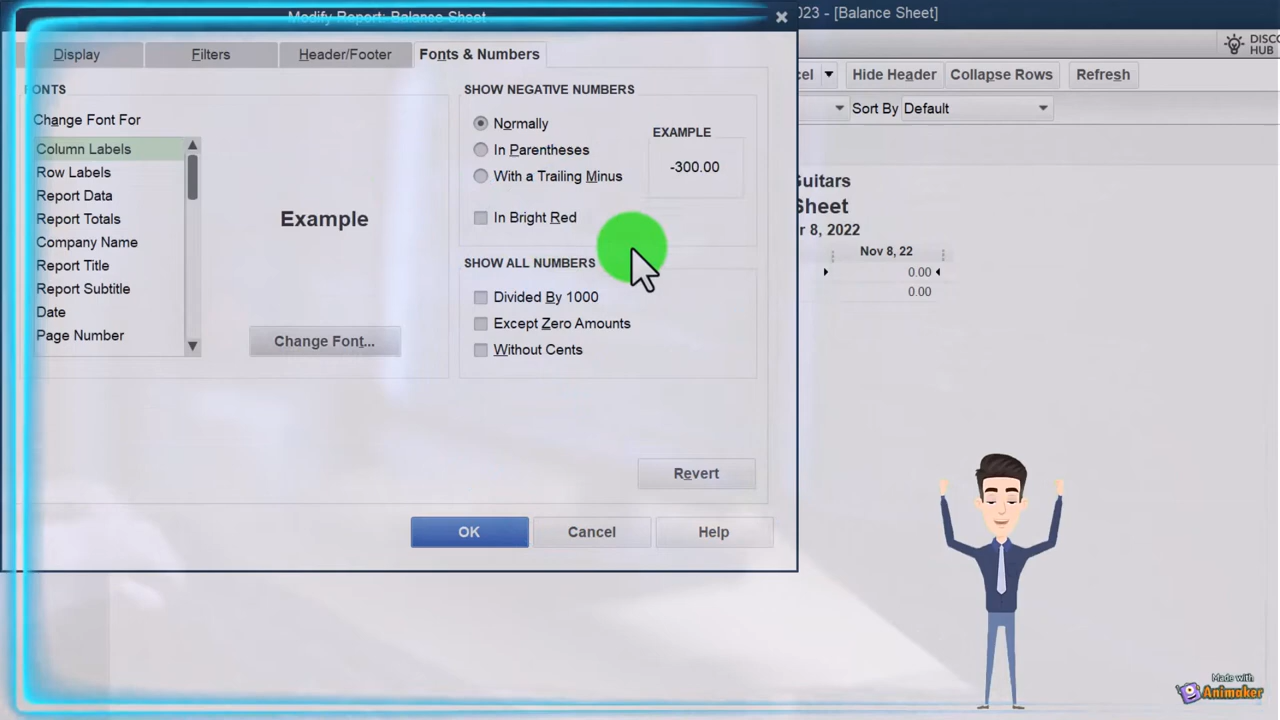 Modify Report: Balance Sheet
023 - [Balance Sheet]
DISCO
HUB
Display
Filters
Header/Footer
Fonts & Numbers
cel
Hide Header
Collapse Rows
Refresh
Sort By
Default
FONTS
Change Font For
Column Labels
Row Labels
Report Data
Report Totals
Company Name
Report Title
Report Subtitle
Date
Page Number
Example
Change Font...
SHOW NEGATIVE NUMBERS
Normally
In Parentheses
With a Trailing Minus
In Bright Red
EXAMPLE
-300.00
SHOW ALL NUMBERS
Divided By 1000
Except Zero Amounts
Without Cents
Revert
OK
Cancel
Help
Guitars
Sheet
r 8, 2022
Nov 8, 22
0.00
0.00
Made with
Animaker